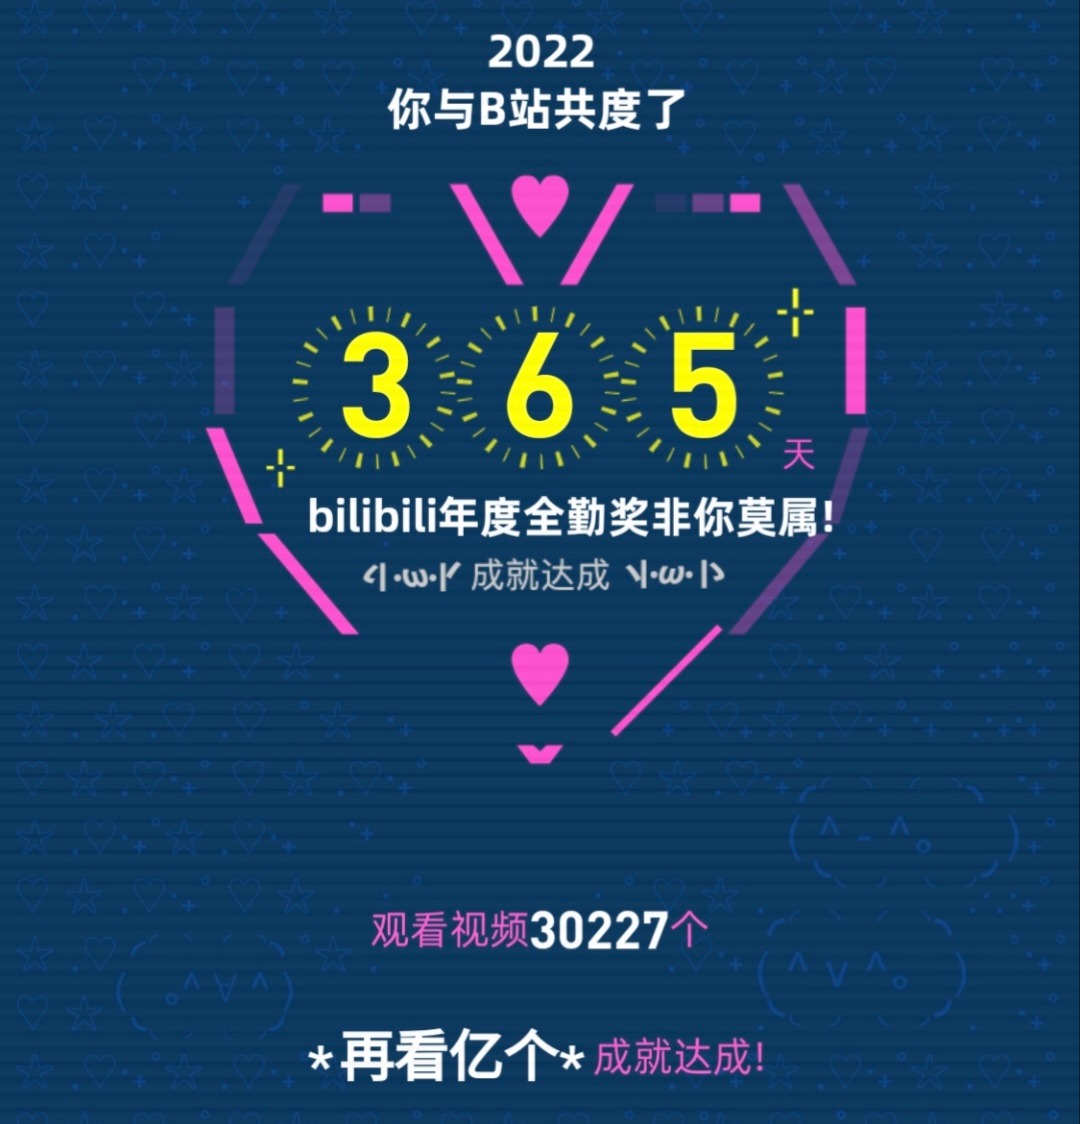 2022
你与B站共度了
365天
bilibili年度全勤奖非你莫属!
成就达成
观看视频30227个
*再看亿个* 成就达成!